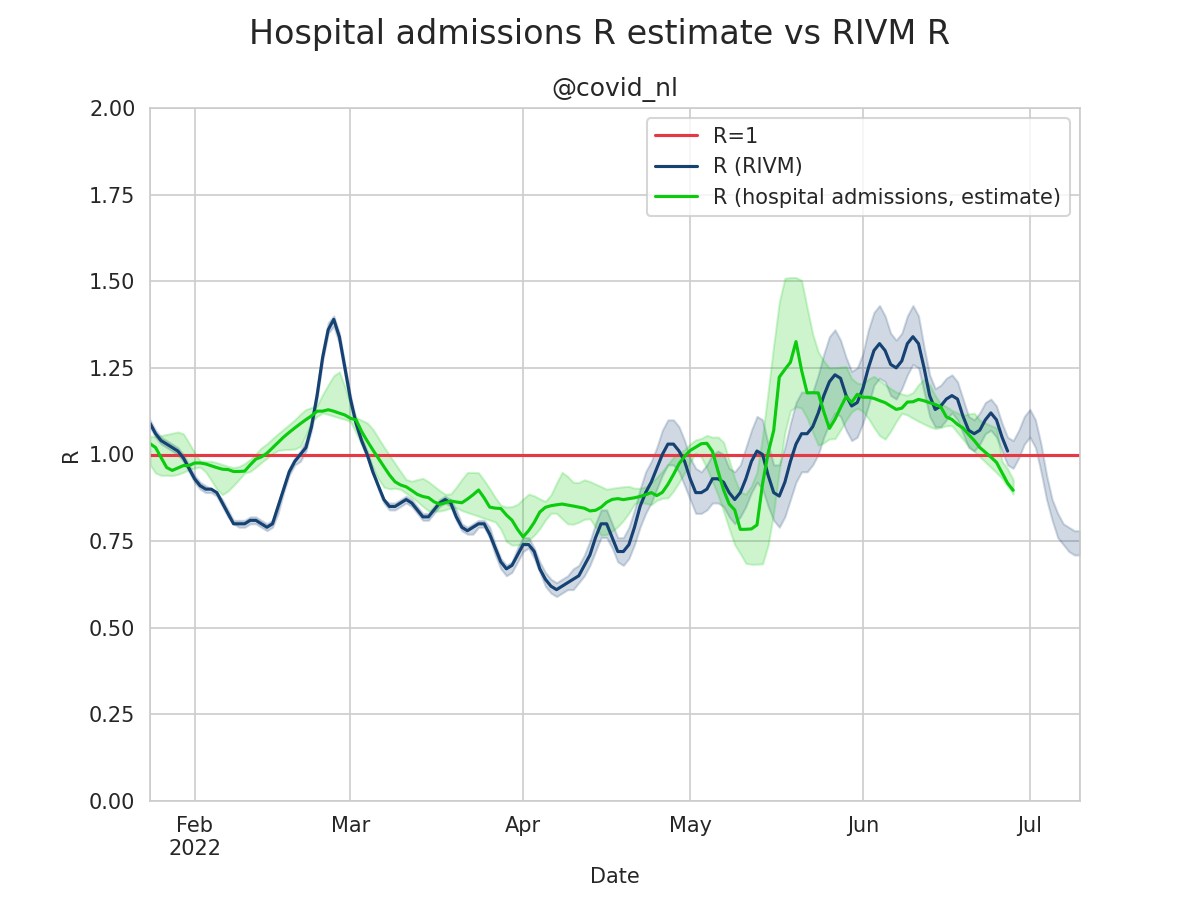 Hospital admissions R estimate vs RIVM R
@covid_nl
R=1
R (RIVM)
R (hospital admissions, estimate)
2.00
1.75
1.50
1.25
1.00
0.75
0.50
0.25
0.00
R
Feb Mar Apr May Jun Jul
2022
Date